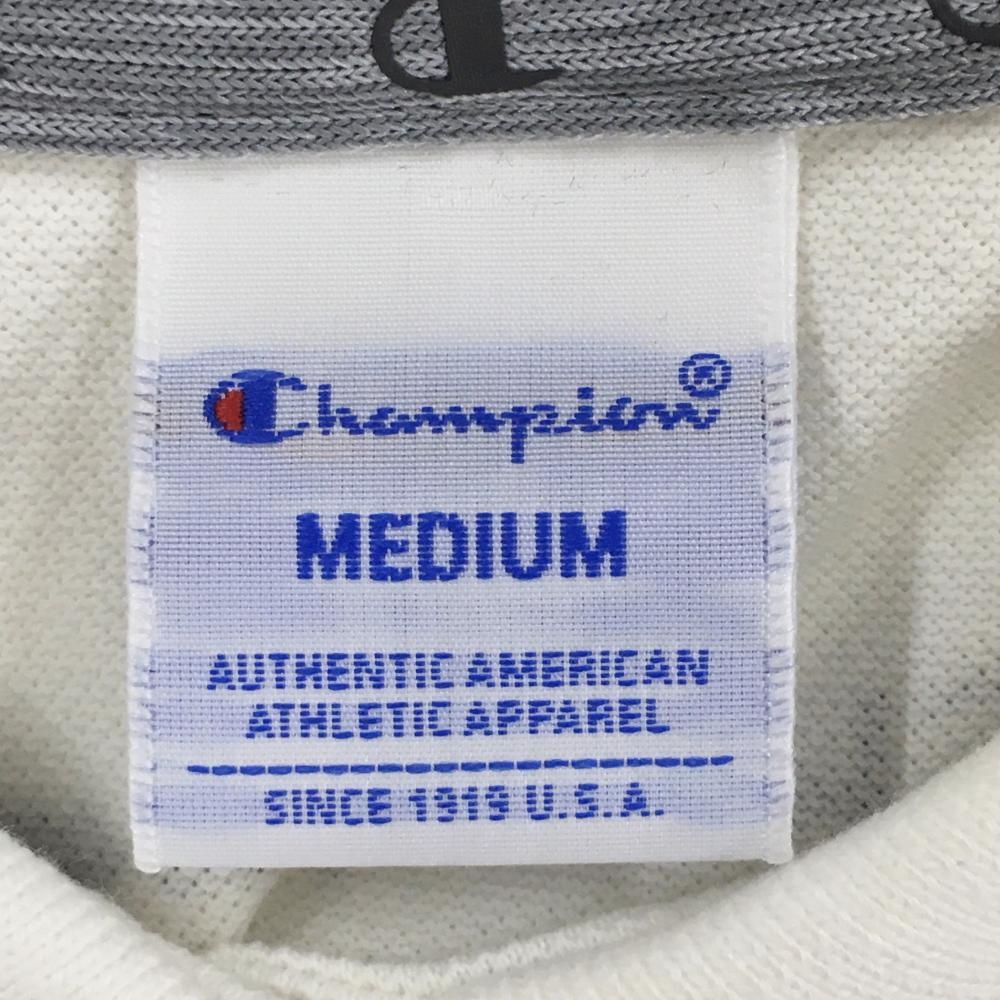 Champion®
MEDIUM
AUTHENTIC AMERICAN
ATHLETIC APPAREL
SINCE 1919 U.S.A.